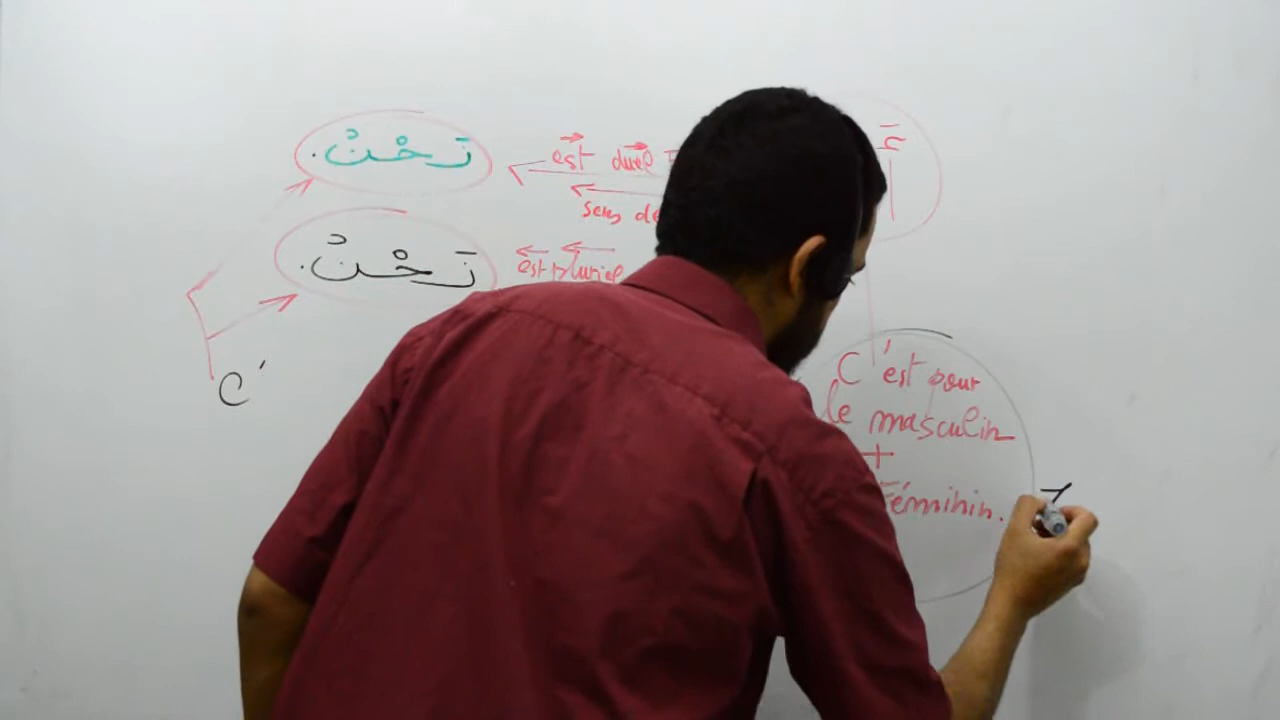 نَحْنُ.
est duel
sens de
نَحْنُ.
est pluriel
C'
C'est pour
le masculin
+
Féminin.